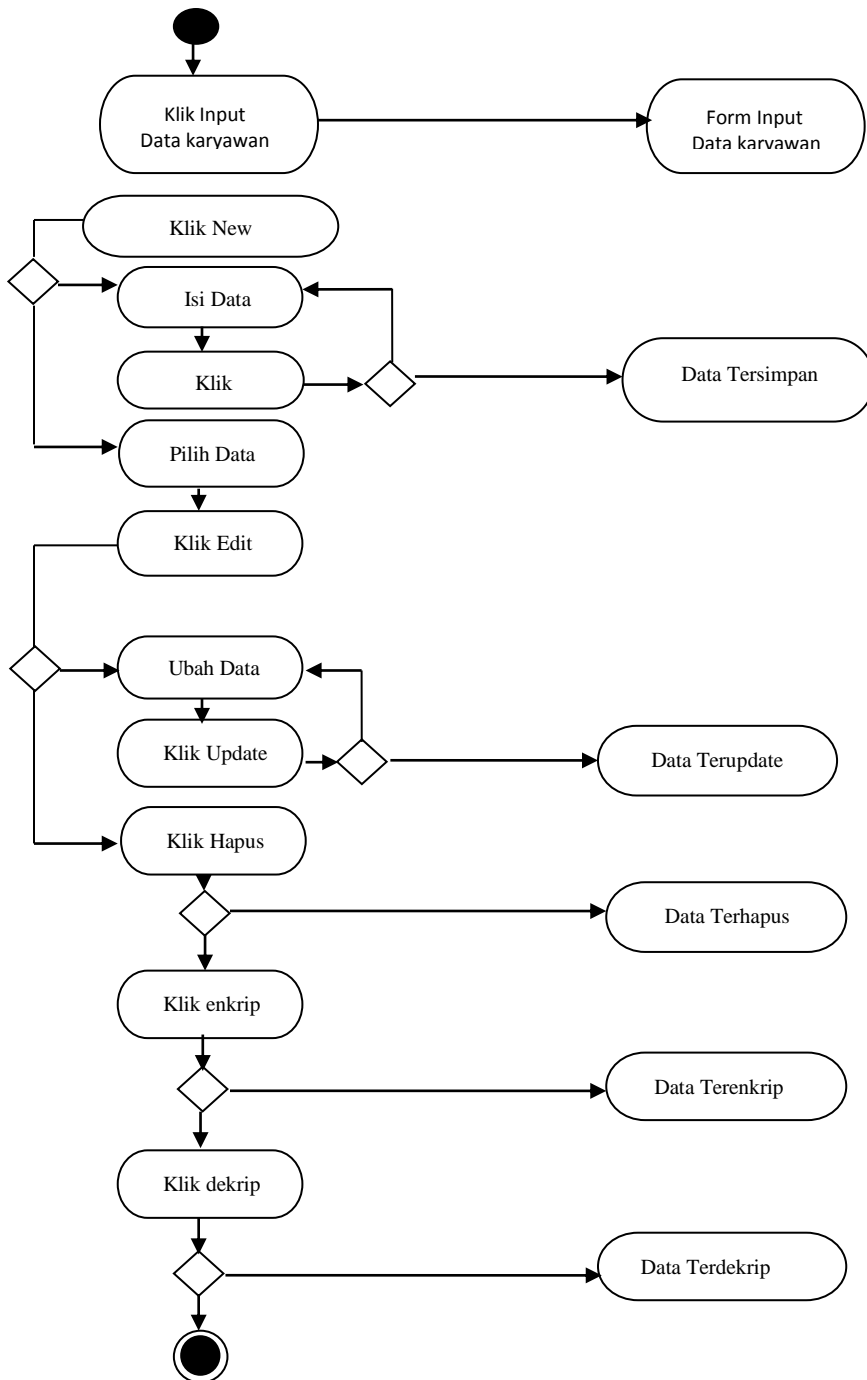 Klik Input
Data karyawan
Form Input
Data karyawan
Klik New
Isi Data
Klik
Data Tersimpan
Pilih Data
Klik Edit
Ubah Data
Klik Update
Data Terupdate
Klik Hapus
Data Terhapus
Klik enkrip
Data Terenkrip
Klik dekrip
Data Terdekrip